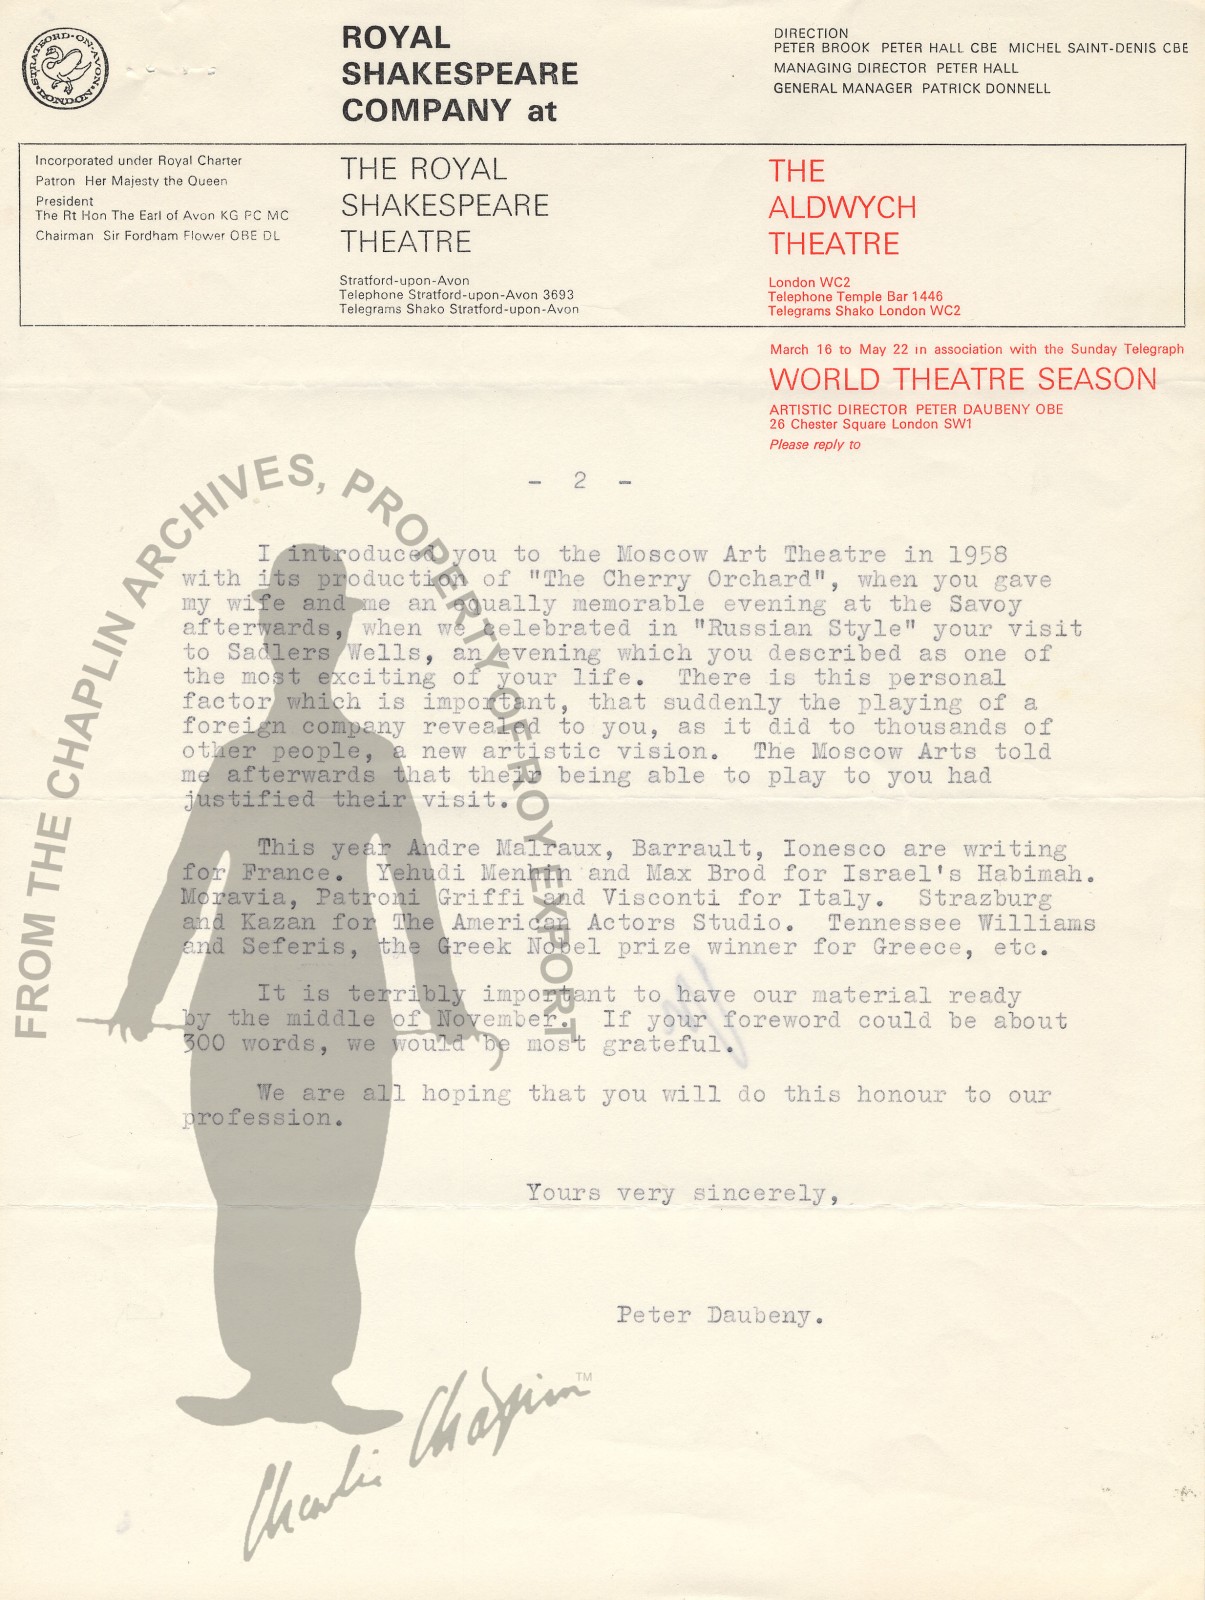 STRATFORD-ON-AVON
LONDON
ROYAL
SHAKESPEARE
COMPANY at
DIRECTION
PETER BROOK PETER HALL CBE MICHEL SAINT-DENIS CBE
MANAGING DIRECTOR PETER HALL
GENERAL MANAGER PATRICK DONNELL
Incorporated under Royal Charter
Patron Her Majesty the Queen
President
The Rt Hon The Earl of Avon KG PC MC
Chairman Sir Fordham Flower OBE DL
THE ROYAL
SHAKESPEARE
THEATRE
Stratford-upon-Avon
Telephone Stratford-upon-Avon 3693
Telegrams Shako Stratford-upon-Avon
THE
ALDWYCH
THEATRE
London WC2
Telephone Temple Bar 1446
Telegrams Shako London WC2
March 16 to May 22 in association with the Sunday Telegraph
WORLD THEATRE SEASON
ARTISTIC DIRECTOR PETER DAUBENY OBE
26 Chester Square London SW1
Please reply to
- 2 -
I introduced you to the Moscow Art Theatre in 1958
with its production of "The Cherry Orchard", when you gave
my wife and me an equally memorable evening at the Savoy
afterwards, when we celebrated in "Russian Style" your visit
to Sadlers Wells, an evening which you described as one of
the most exciting of your life. There is this personal
factor which is important, that suddenly the playing of a
foreign company revealed to you, as it did to thousands of
other people, a new artistic vision. The Moscow Arts told
me afterwards that their being able to play to you had
justified their visit.
This year Andre Malraux, Barrault, Ionesco are writing
for France. Yehudi Menhin and Max Brod for Israel's Habimah.
Moravia, Patroni Griffi and Visconti for Italy. Strazburg
and Kazan for The American Actors Studio. Tennessee Williams
and Seferis, the Greek Nobel prize winner for Greece, etc.
It is terribly important to have our material ready
by the middle of November. If your foreword could be about
300 words, we would be most grateful.
We are all hoping that you will do this honour to our
profession.
Yours very sincerely,
Peter Daubeny.
FROM THE CHAPLIN ARCHIVES, PROPERTY OF ROY EXPORT
Charlie Chaplin TM